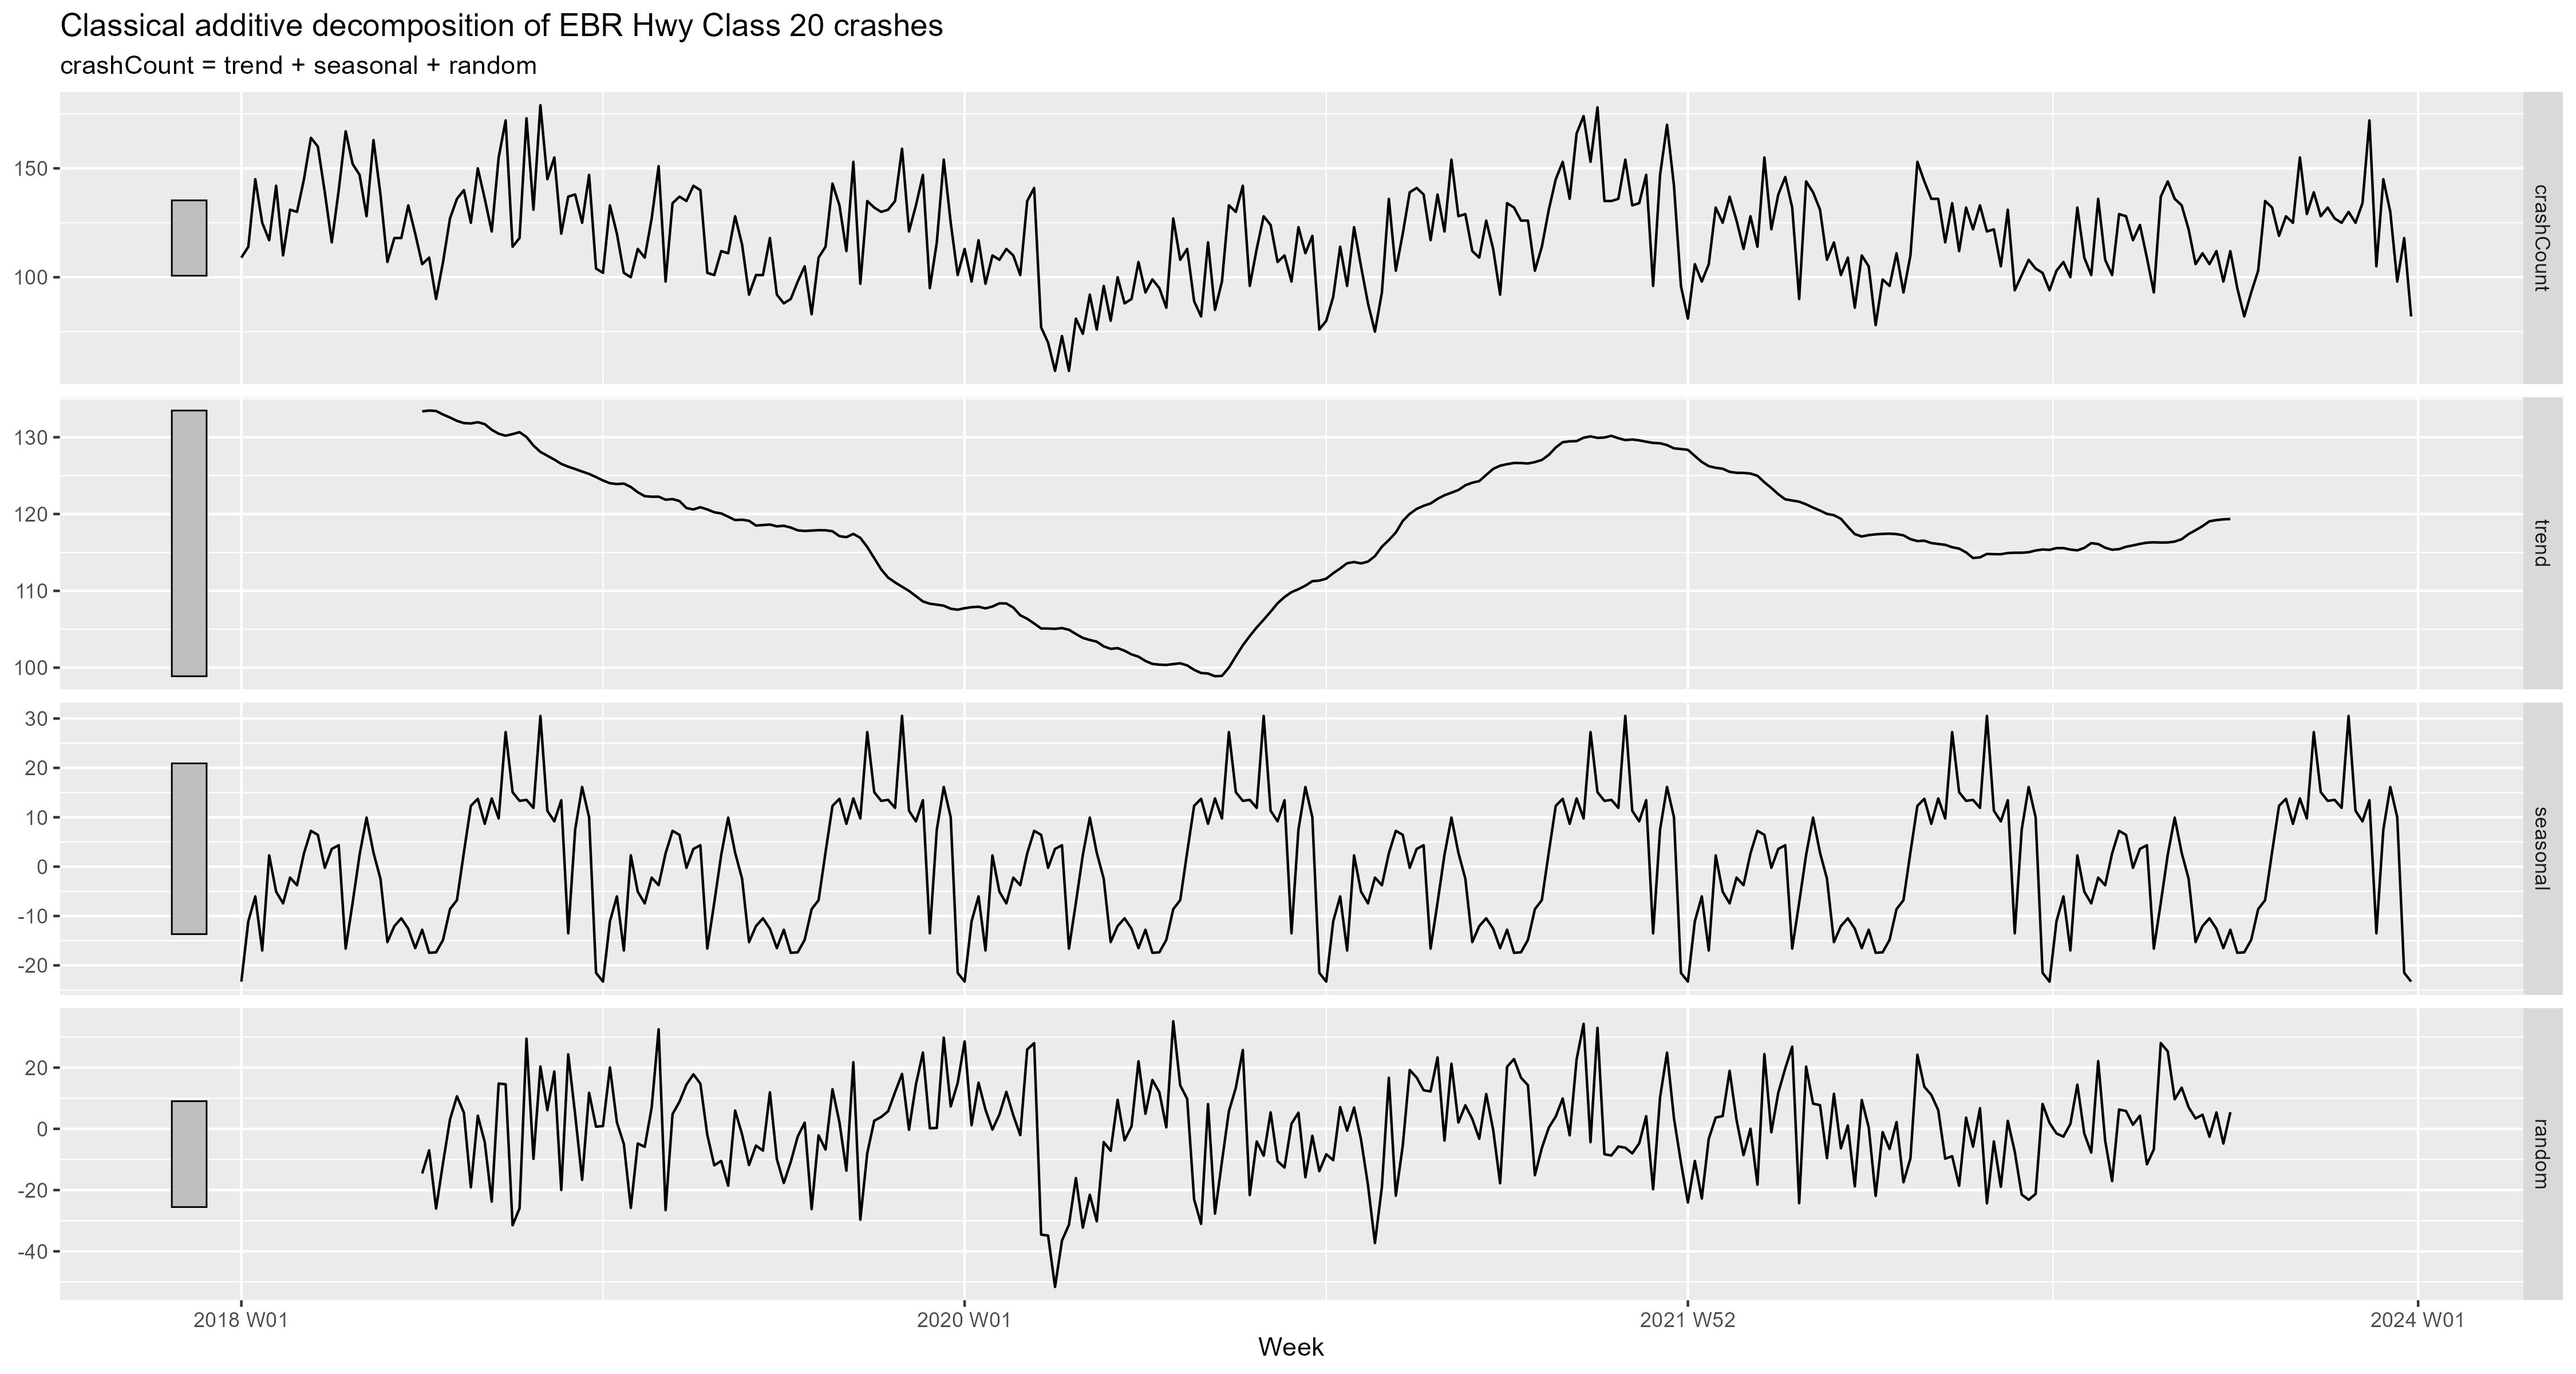 Classical additive decomposition of EBR Hwy Class 20 crashes
crashCount = trend + seasonal + random
150
100
crashCount
130
120
110
100
trend
30
20
10
0
-10
-20
seasonal
20
0
-20
-40
random
2018 W01
2020 W01
2021 W52
2024 W01
Week